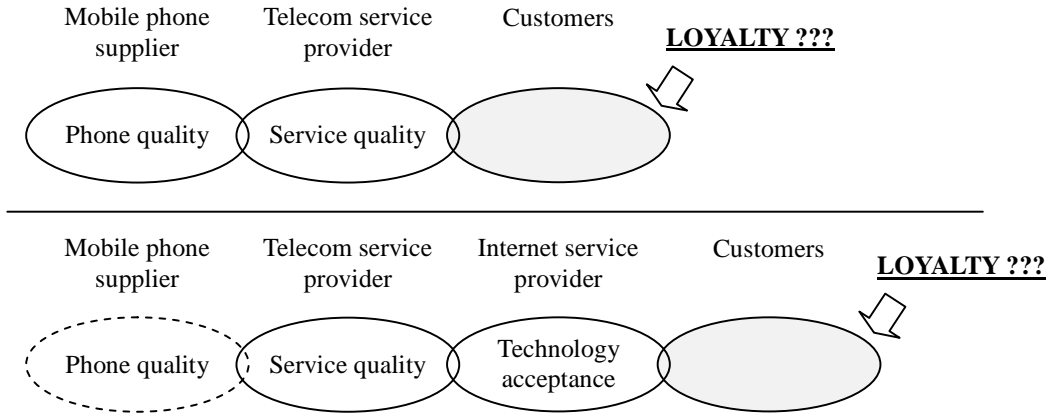 Mobile phone
supplier
Telecom service
provider
Customers
LOYALTY ???
Phone quality
Service quality
Mobile phone
supplier
Telecom service
provider
Internet service
provider
Customers
LOYALTY ???
Phone quality
Service quality
Technology
acceptance